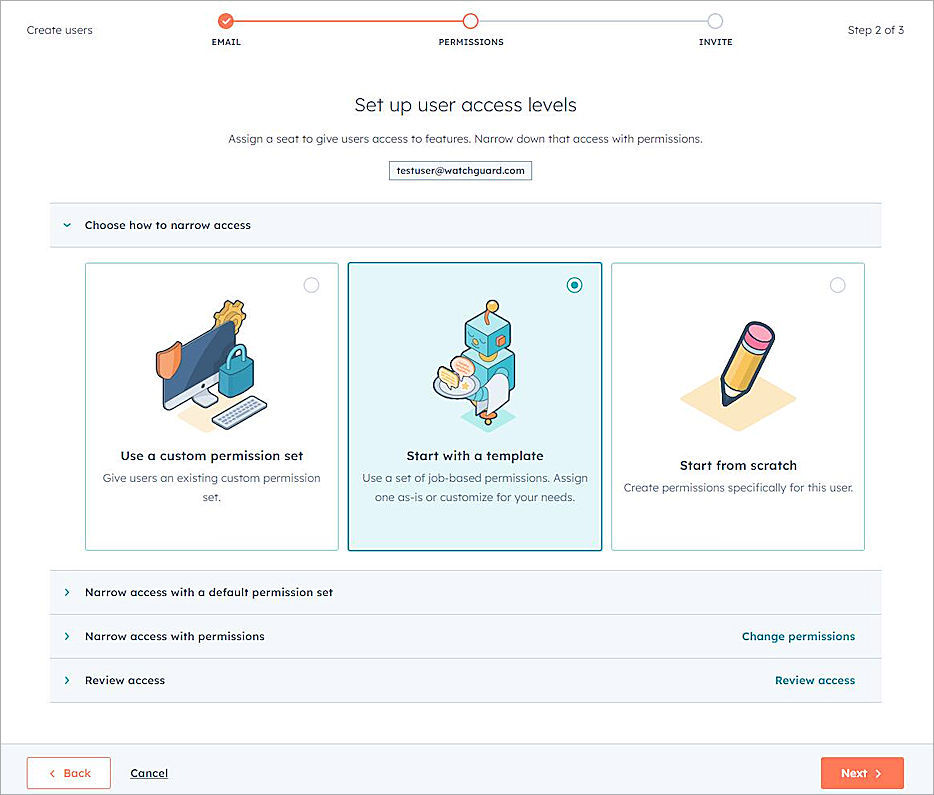 Create users
EMAIL
PERMISSIONS
INVITE
Step 2 of 3
Set up user access levels
Assign a seat to give users access to features. Narrow down that access with permissions.
testuser@watchguard.com
Choose how to narrow access
Use a custom permission set
Give users an existing custom permission
set.
Start with a template
Use a set of job-based permissions. Assign
one as-is or customize for your needs.
Start from scratch
Create permissions specifically for this user.
Narrow access with a default permission set
Narrow access with permissions
Change permissions
Review access
Review access
Back
Cancel
Next